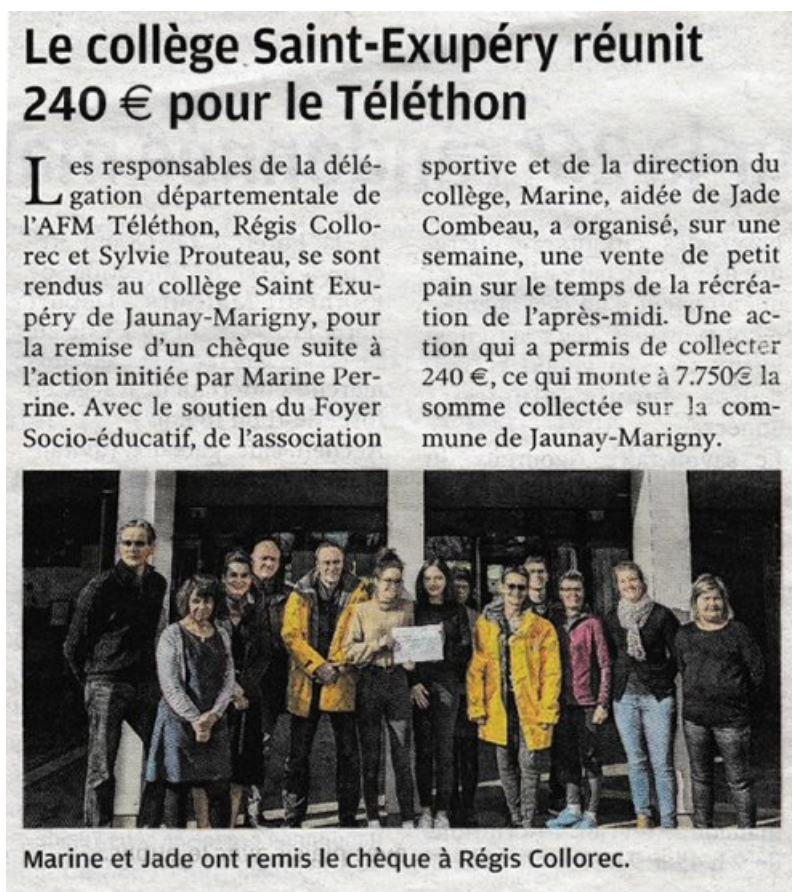 Le collège Saint-Exupéry réunit
240 € pour le Téléthon
Les responsables de la délé-
gation départementale de
l'AFM Téléthon, Régis Collo-
rec et Sylvie Prouteau, se sont
rendus au collège Saint Exu-
péry de Jaunay-Marigny, pour
la remise d'un chèque suite à
l'action initiée par Marine Per-
rine. Avec le soutien du Foyer
Socio-éducatif, de l'association
sportive et de la direction du
collège, Marine, aidée de Jade
Combeau, a organisé, sur une
semaine, une vente de petit
pain sur le temps de la récréa-
tion de l'après-midi. Une ac-
tion qui a permis de collecter
240 €, ce qui monte à 7.750€ la
somme collectée sur la com-
mune de Jaunay-Marigny.
Marine et Jade ont remis le chèque à Régis Collorec.